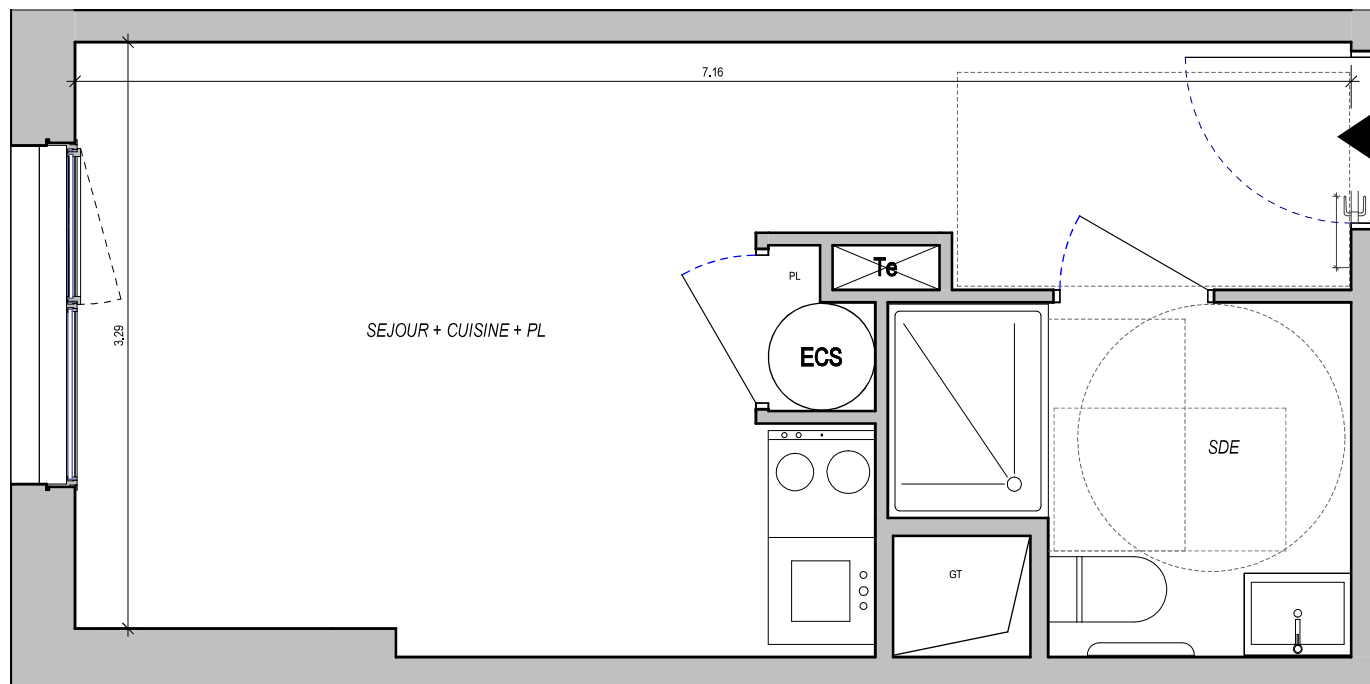 7.16
3.29
SEJOUR + CUISINE + PL
PL
Te
ECS
SDE
GT